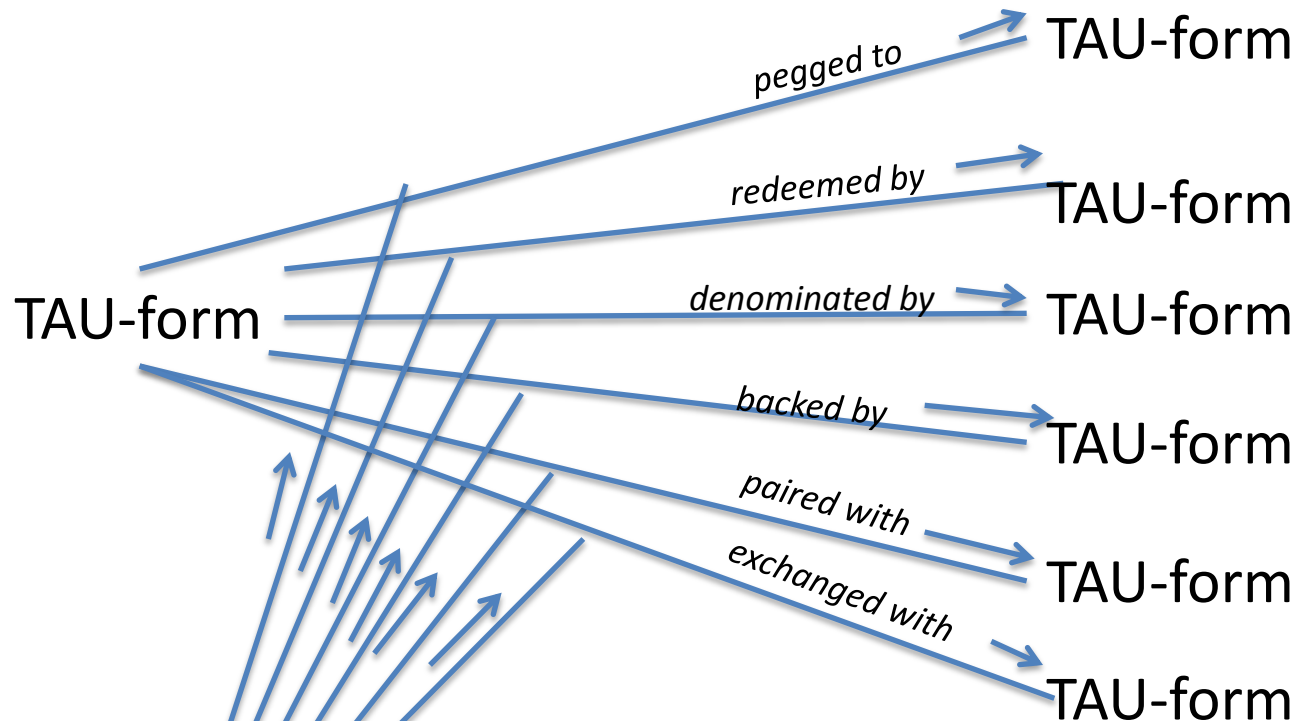 TAU-form
pegged to
TAU-form
redeemed by
TAU-form
denominated by
TAU-form
backed by
TAU-form
paired with
TAU-form
exchanged with
TAU-form